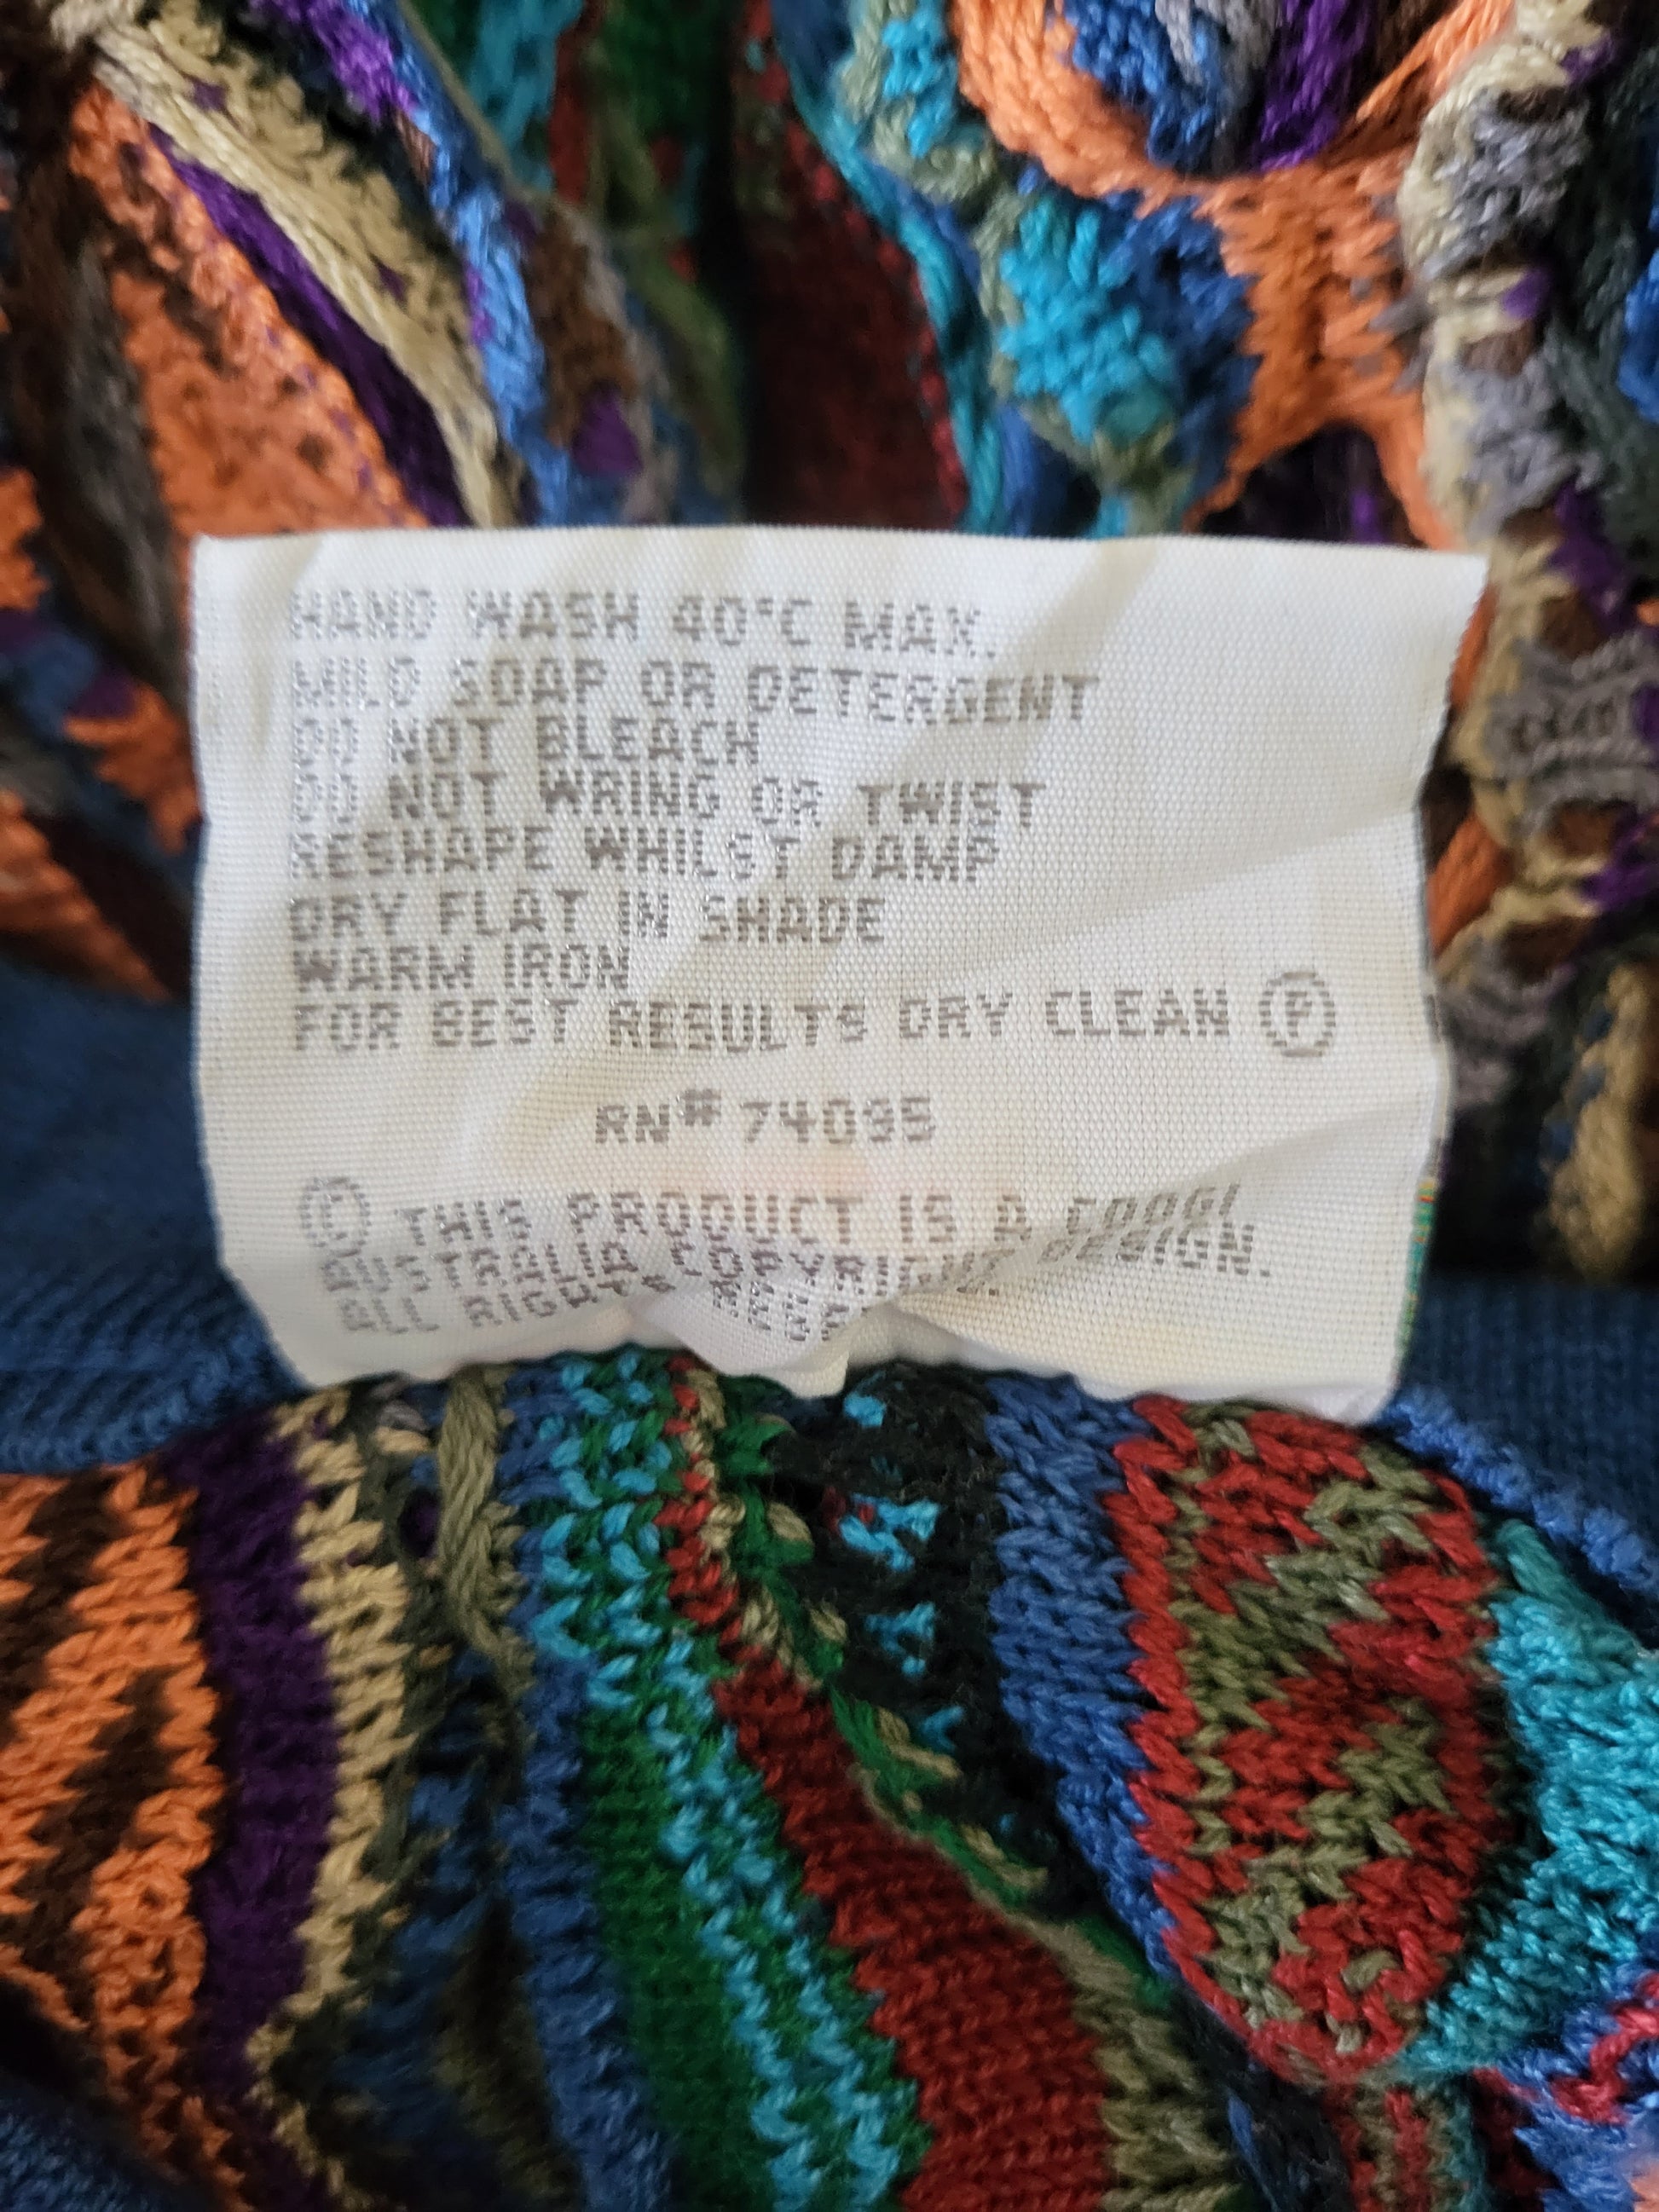 HAND WASH 40°C MAX.
MILD SOAP OR DETERGENT
DO NOT BLEACH
DO NOT WRING OR TWIST
RESHAPE WHILST DAMP
DRY FLAT IN SHADE
WARM IRON
FOR BEST RESULTS DRY CLEAN Ⓟ
RN# 74095
© THIS PRODUCT IS A COOGI
AUSTRALIA COPYRIGHT DESIGN.
ALL RIGHTS